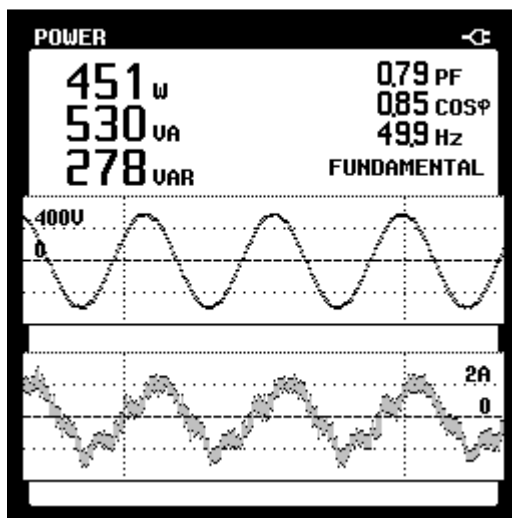 POWER
451 W
530 VA
278 VAR
0.79 PF
0.85 COSφ
49.9 Hz
FUNDAMENTAL
400V
0
2A
0